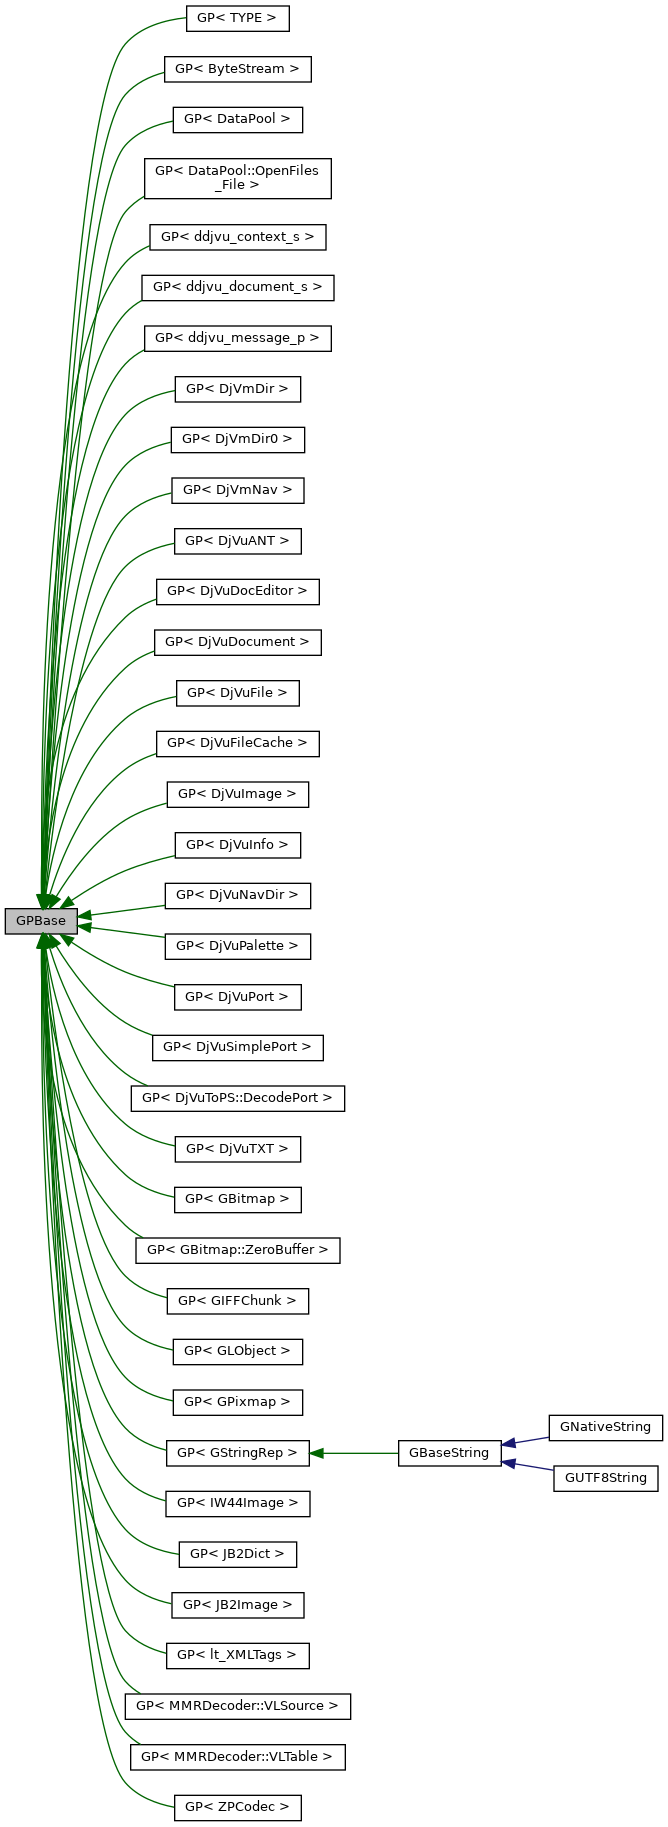 GP< TYPE >
GP< ByteStream >
GP< DataPool >
GP< DataPool::OpenFiles
_File >
GP< ddjvu_context_s >
GP< ddjvu_document_s >
GP< ddjvu_message_p >
GP< DjVmDir >
GP< DjVmDir0 >
GP< DjVmNav >
GP< DjVuANT >
GP< DjVuDocEditor >
GP< DjVuDocument >
GP< DjVuFile >
GP< DjVuFileCache >
GP< DjVuImage >
GP< DjVuInfo >
GP< DjVuNavDir >
GPBase
GP< DjVuPalette >
GP< DjVuPort >
GP< DjVuSimplePort >
GP< DjVuToPS::DecodePort >
GP< DjVuTXT >
GP< GBitmap >
GP< GBitmap::ZeroBuffer >
GP< GIFFChunk >
GP< GLObject >
GP< GPixmap >
GP< GStringRep >
GBaseString
GNativeString
GUTF8String
GP< IW44Image >
GP< JB2Dict >
GP< JB2Image >
GP< lt_XMLTags >
GP< MMRDecoder::VLSource >
GP< MMRDecoder::VLTable >
GP< ZPCodec >